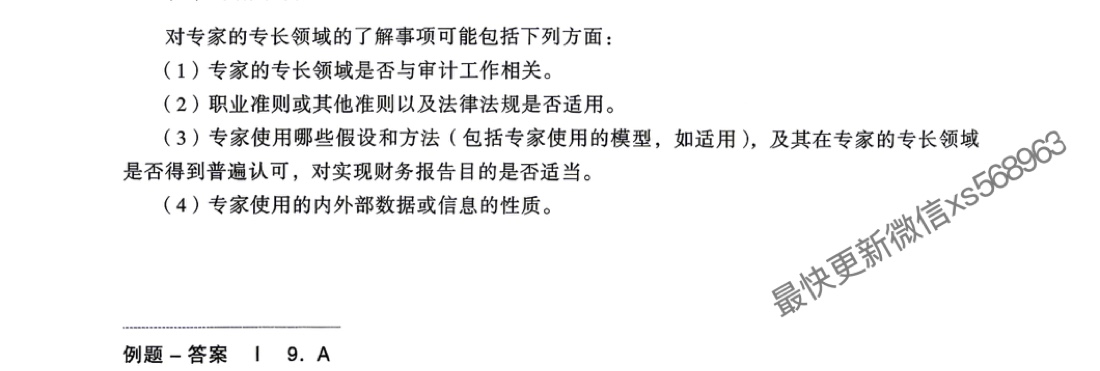 对专家的专长领域的了解事项可能包括下列方面：
（1）专家的专长领域是否与审计工作相关。
（2）职业准则或其他准则以及法律法规是否适用。
（3）专家使用哪些假设和方法（包括专家使用的模型，如适用），及其在专家的专长领域
是否得到普遍认可，对实现财务报告目的是否适当。
（4）专家使用的内外部数据或信息的性质。
最快更新微信xs568963
例题－答案 | 9. A